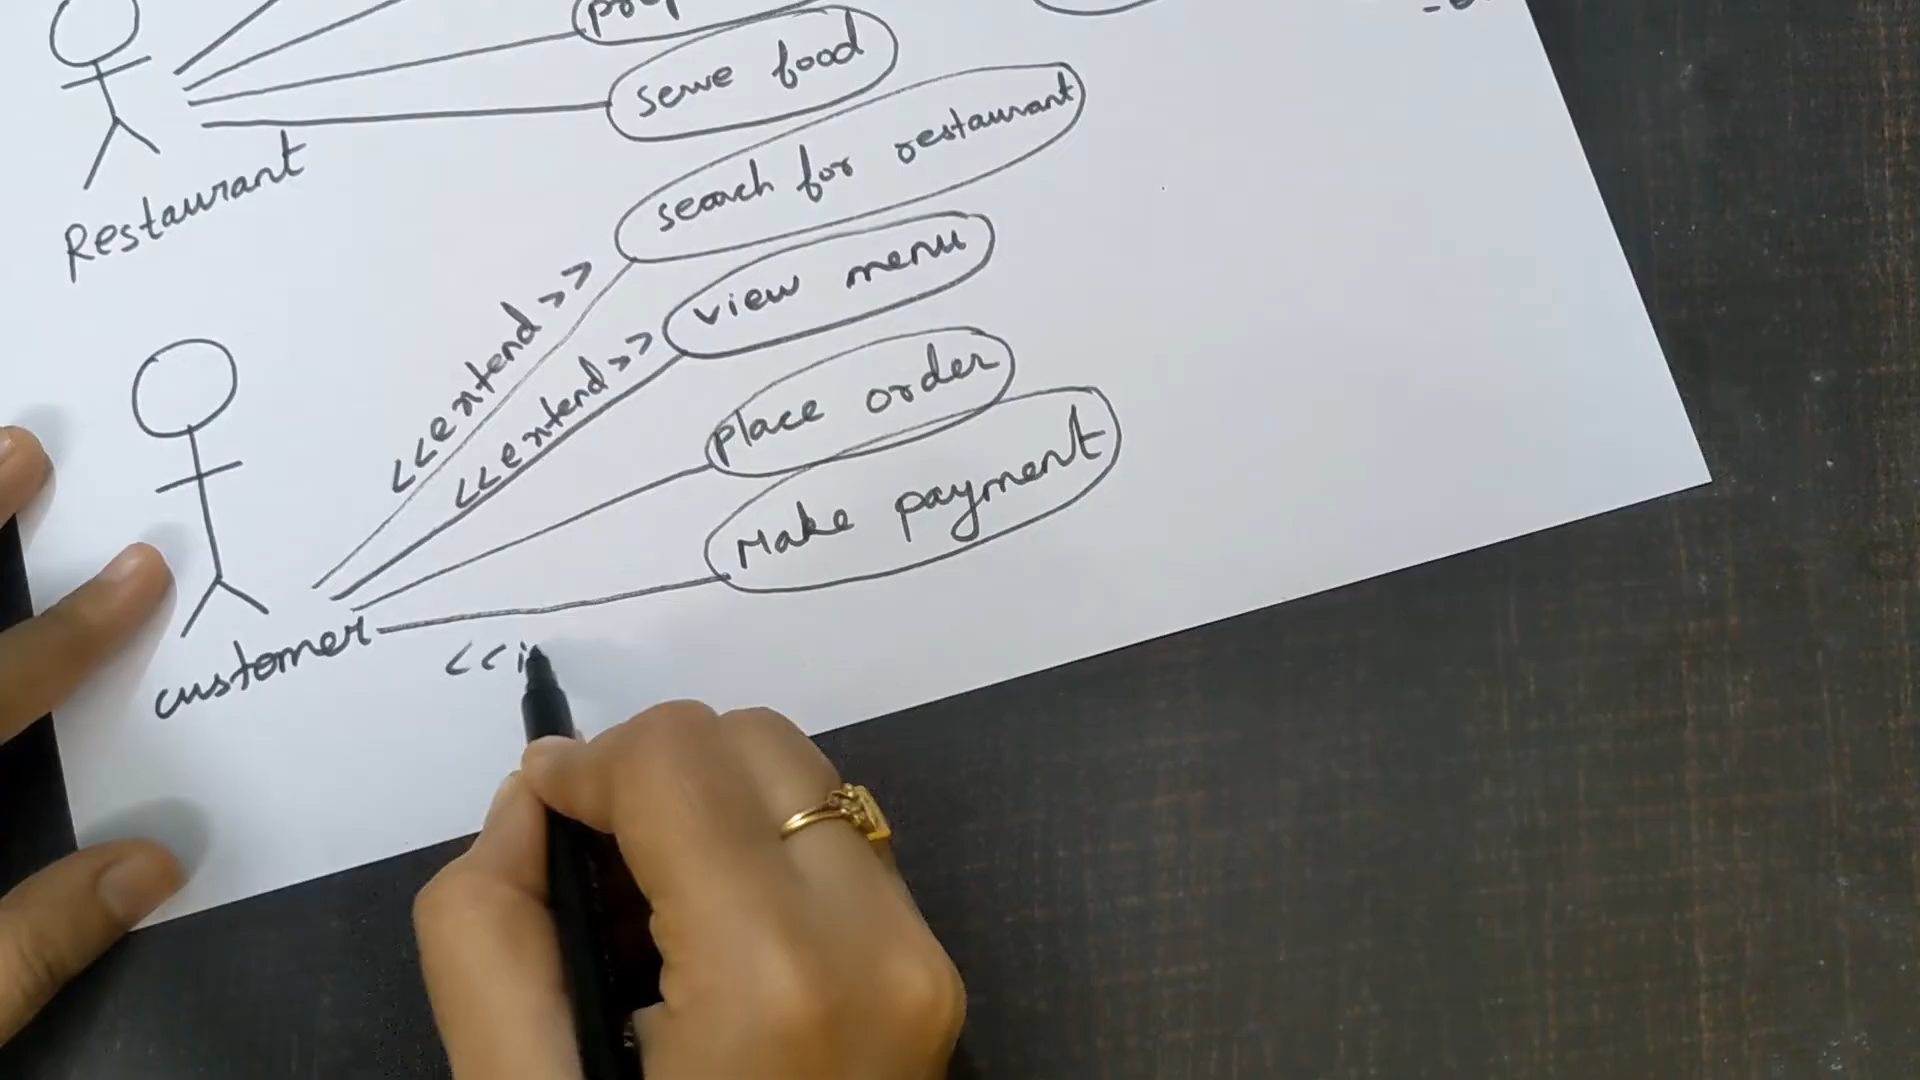 serve food
Restaurant
search for restaurant
<<extend>>
view menu
<<extend>>
place order
Make payment
customer
<<i